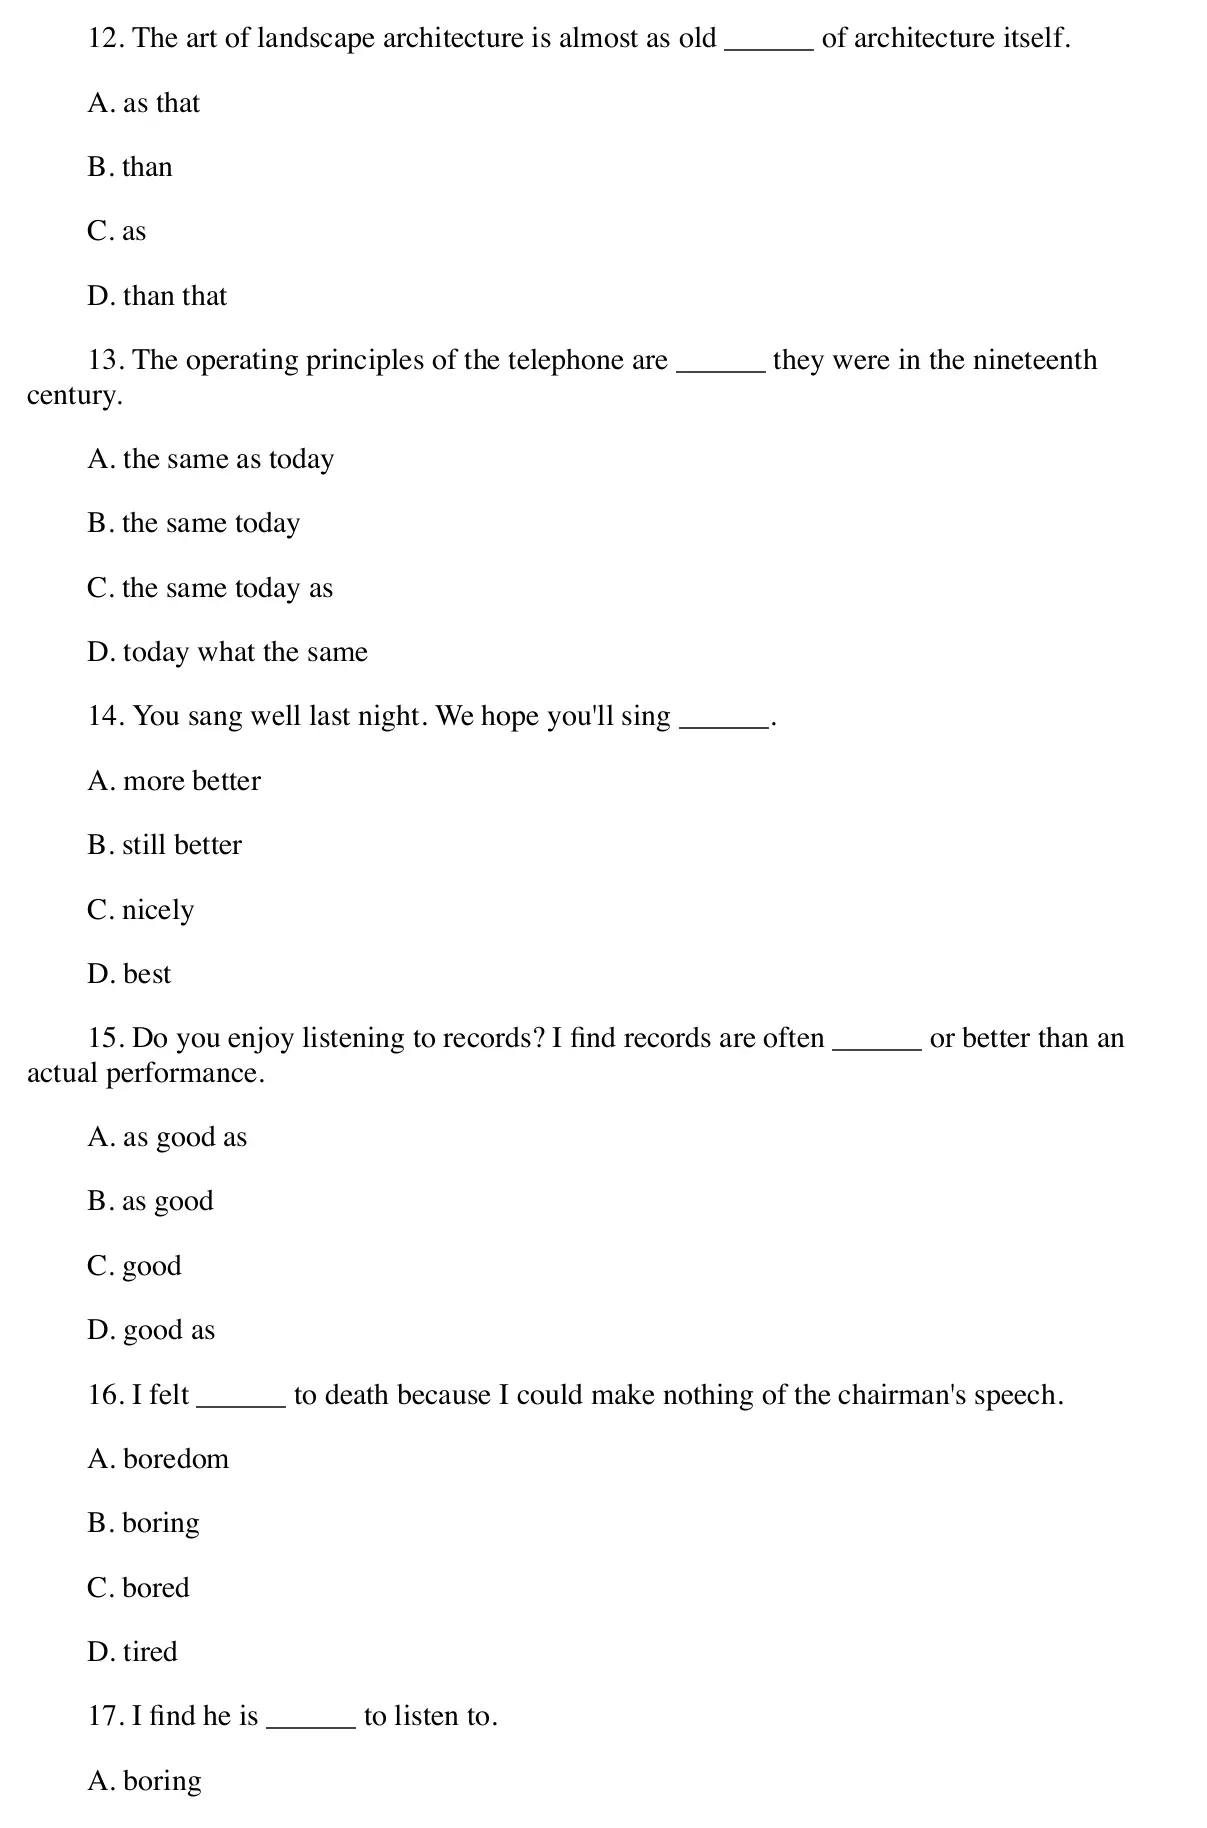 12. The art of landscape architecture is almost as old ______ of architecture itself.
A. as that
B. than
C. as
D. than that
13. The operating principles of the telephone are ______ they were in the nineteenth
century.
A. the same as today
B. the same today
C. the same today as
D. today what the same
14. You sang well last night. We hope you'll sing ______.
A. more better
B. still better
C. nicely
D. best
15. Do you enjoy listening to records? I find records are often ______ or better than an
actual performance.
A. as good as
B. as good
C. good
D. good as
16. I felt ______ to death because I could make nothing of the chairman's speech.
A. boredom
B. boring
C. bored
D. tired
17. I find he is ______ to listen to.
A. boring